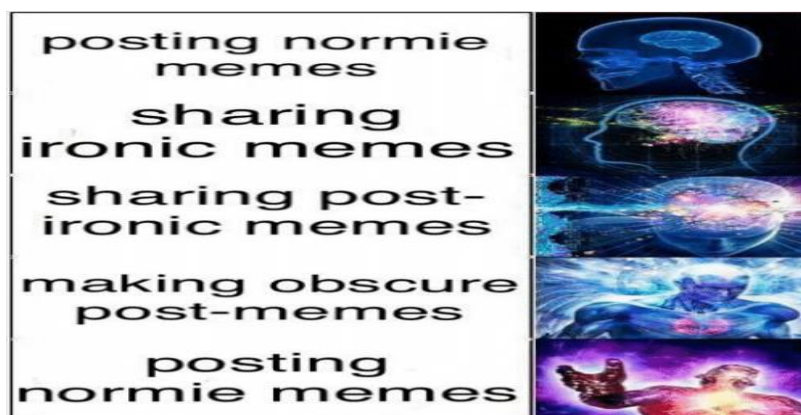 posting normie
memes
sharing
ironic memes
sharing post-
ironic memes
making obscure
post-memes
posting
normie memes